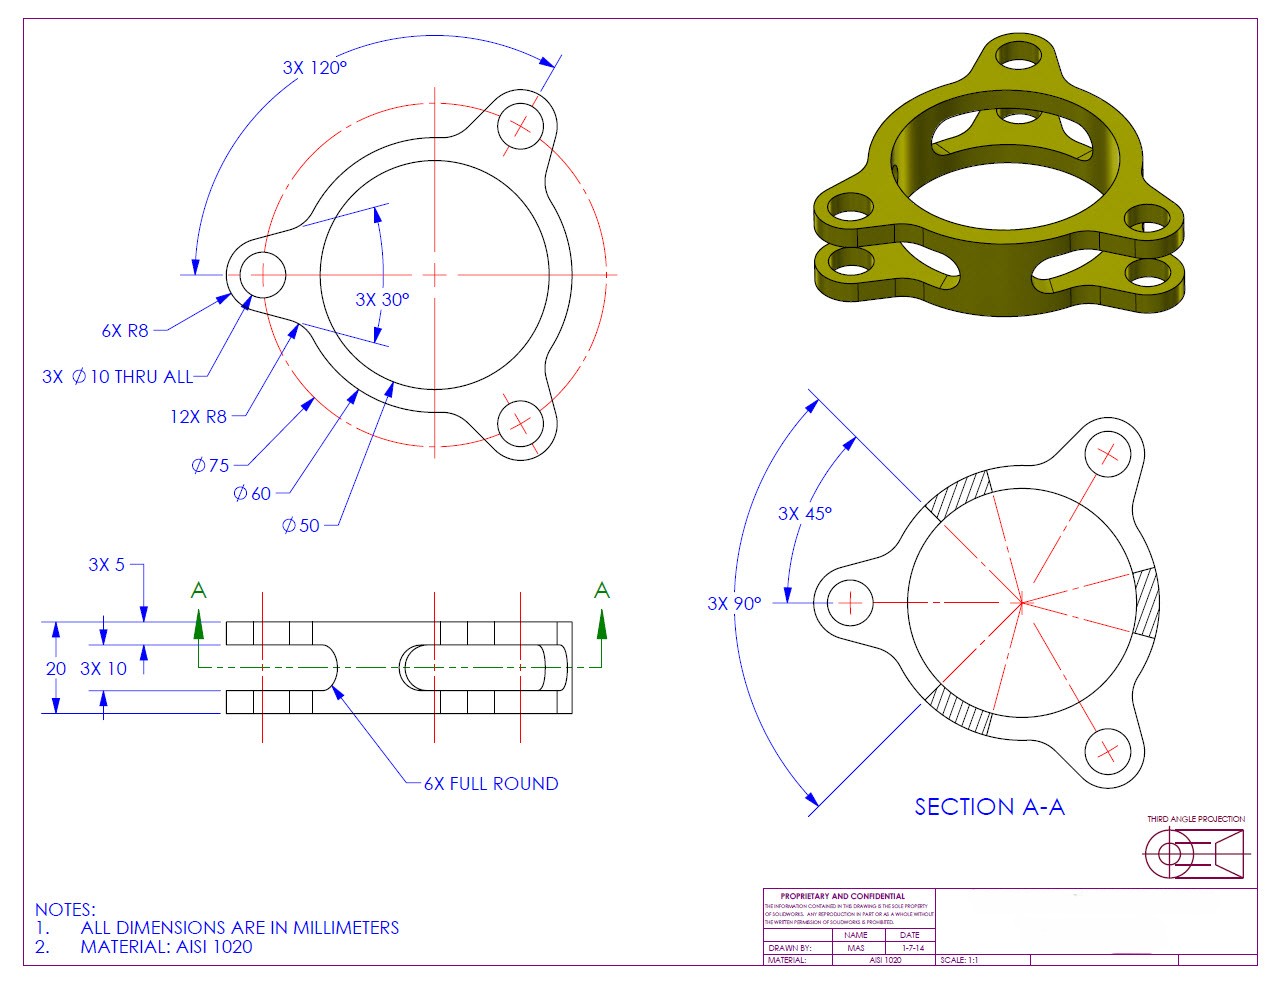 3X 120°
3X 30°
6X R8
3X ⌀10 THRU ALL
12X R8
⌀75
⌀60
⌀50
3X 5
A
A
20
3X 10
6X FULL ROUND
3X 45°
3X 90°
SECTION A-A
THIRD ANGLE PROJECTION
NOTES:
1. ALL DIMENSIONS ARE IN MILLIMETERS
2. MATERIAL: AISI 1020
PROPRIETARY AND CONFIDENTIAL
THE INFORMATION CONTAINED IN THIS DRAWING IS THE SOLE PROPERTY
OF SOLIDWORKS. ANY REPRODUCTION IN PART OR AS A WHOLE WITHOUT
THE WRITTEN PERMISSION OF SOLIDWORKS IS PROHIBITED.
NAME DATE
DRAWN BY: MAS 1-7-14
MATERIAL: AISI 1020 SCALE: 1:1